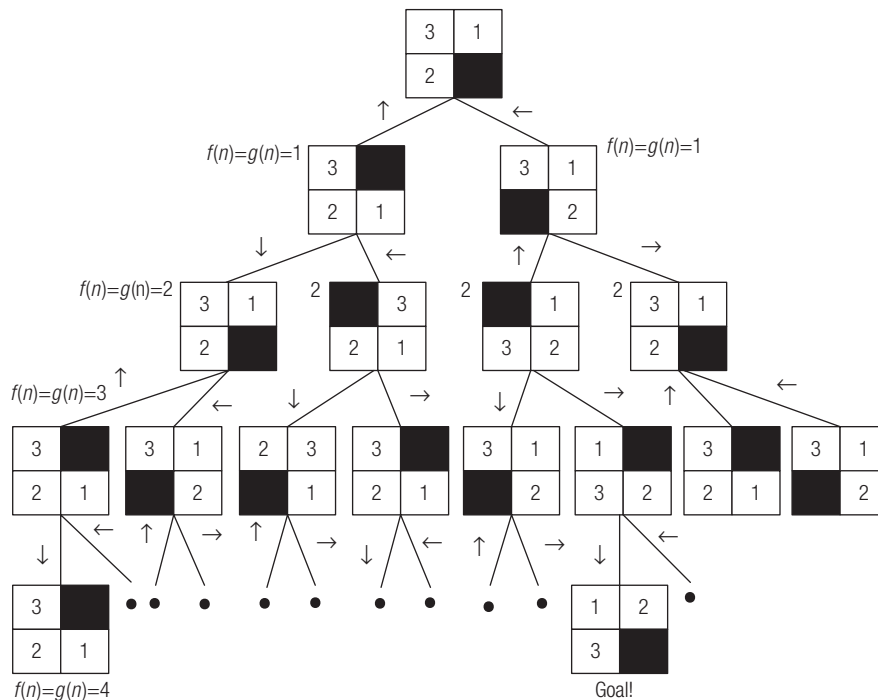 3 1
2
↑ ←
f(n)=g(n)=1 f(n)=g(n)=1
3 3 1
2 1 2
↓ ← ↑ →
f(n)=g(n)=2 2 2 2
3 1 3 1 3 1
2 2 1 3 2 2
↑ ← ↓ → ↓ → ↑ ←
f(n)=g(n)=3
3 3 1 2 3 3 3 1 1 3 3 1
2 1 2 1 2 1 2 3 2 2 1 2
↓ ← ↑ → ↑ → ↓ ← ↑ → ↓ ←
3 1 2
2 1 3
f(n)=g(n)=4 Goal!